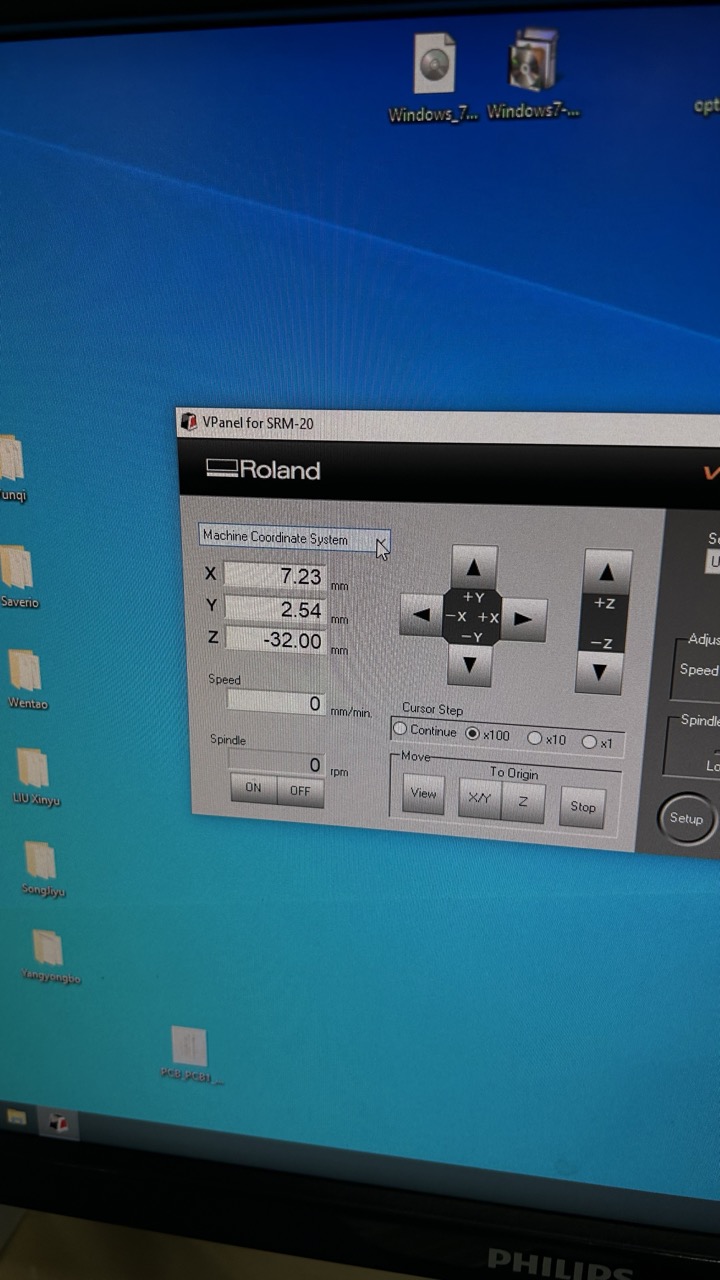 Windows_7...
Windows7-...
opt
VPanel for SRM-20
Roland
V
Machine Coordinate System
X 7.23 mm
Y 2.54 mm
Z -32.00 mm
Speed
0 mm/min.
Spindle
0 rpm
ON OFF
+Y
-X +X
-Y
+Z
-Z
Cursor Step
Continue x100 x10 x1
Move
To Origin
View X/Y Z Stop
Se
U
Adjus
Speed
Spindle
Lo
Setup
unqi
Saverio
Wentao
LIU Xinyu
Songliyu
Yangyongbo
PCB_PCB1_...
PHILIPS